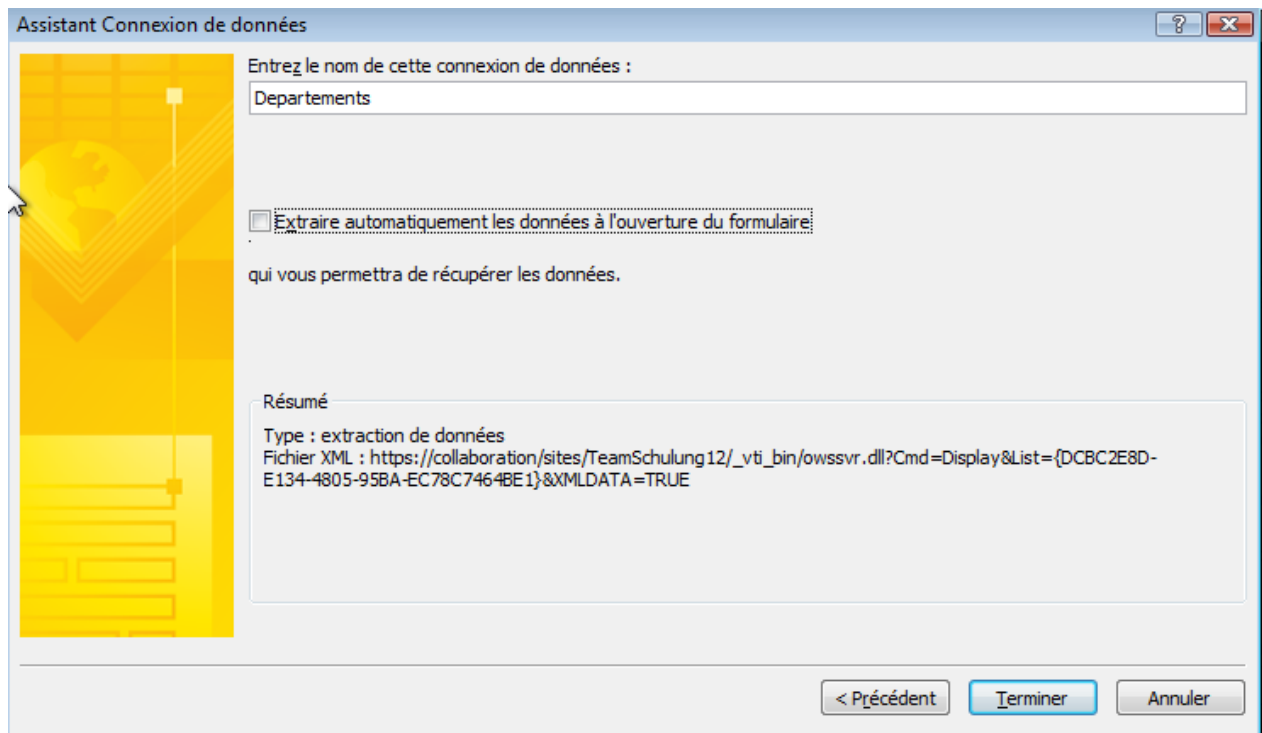 Assistant Connexion de données
Entrez le nom de cette connexion de données :
Departements
Extraire automatiquement les données à l'ouverture du formulaire
.
qui vous permettra de récupérer les données.
Résumé
Type : extraction de données
Fichier XML : https://collaboration/sites/TeamSchulung12/_vti_bin/owssvr.dll?Cmd=Display&List={DCBC2E8D-
E134-4805-95BA-EC78C7464BE1}&XMLDATA=TRUE
< Précédent
Terminer
Annuler